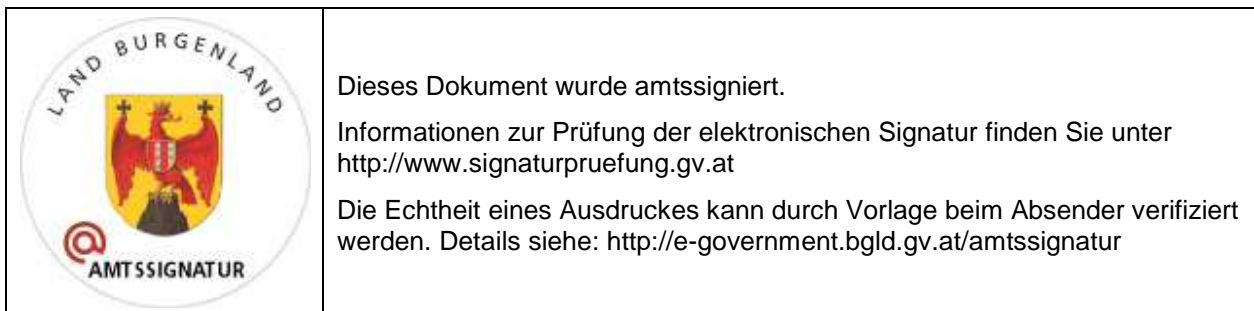 LAND BURGENLAND
@
AMTSSIGNATUR
Dieses Dokument wurde amtssigniert.
Informationen zur Prüfung der elektronischen Signatur finden Sie unter
http://www.signaturpruefung.gv.at
Die Echtheit eines Ausdruckes kann durch Vorlage beim Absender verifiziert
werden. Details siehe: http://e-government.bgld.gv.at/amtssignatur